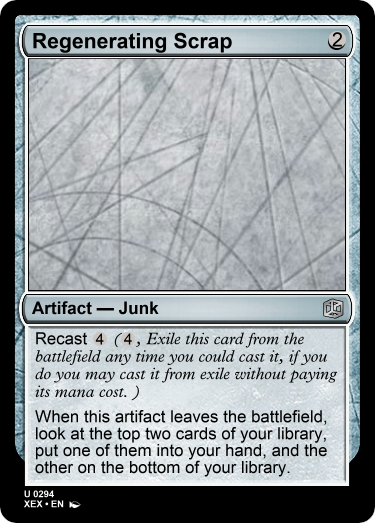 Regenerating Scrap 2
Artifact — Junk
Recast 4 (4, Exile this card from the
battlefield any time you could cast it, if you
do you may cast it from exile without paying
its mana cost. )
When this artifact leaves the battlefield,
look at the top two cards of your library,
put one of them into your hand, and the
other on the bottom of your library.
U 0294
XEX • EN